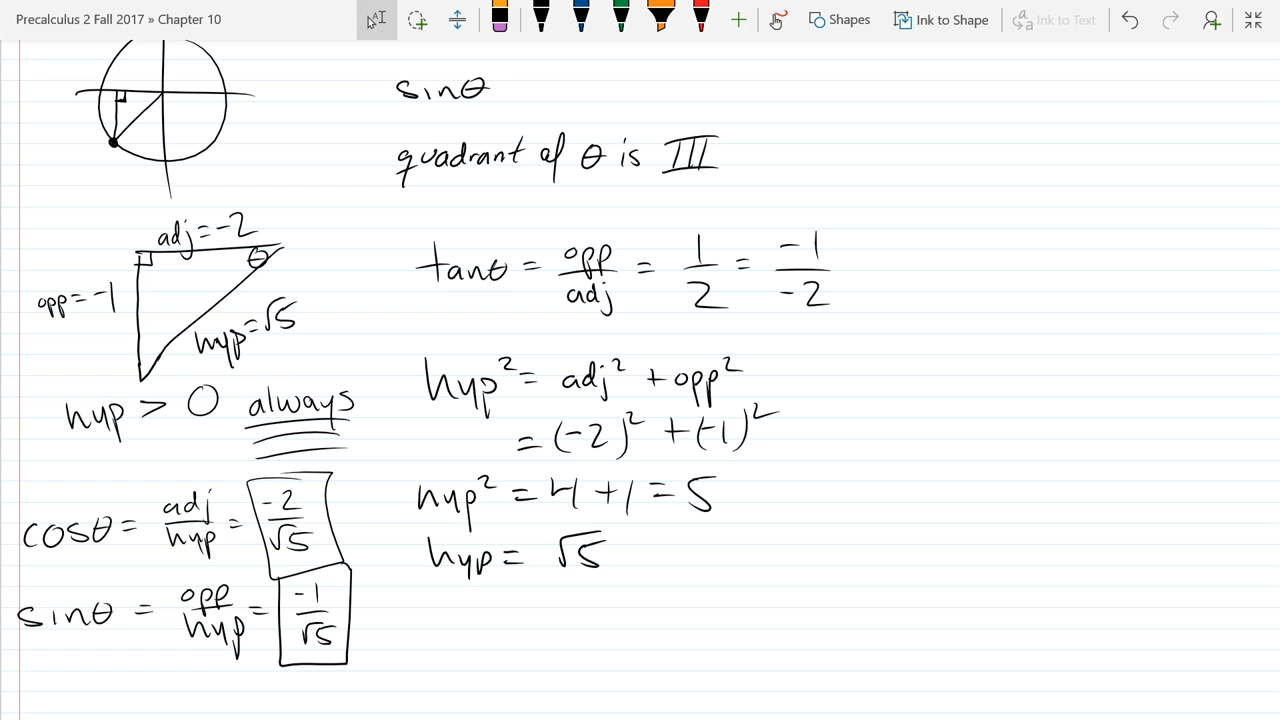 Precalculus 2 Fall 2017 » Chapter 10
Shapes
Ink to Shape
Ink to Text
sinθ
quadrant of θ is III
adj = -2
θ
opp = -1
hyp = √5
tanθ = opp/adj = 1/2 = -1/-2
hyp > 0 always
hyp² = adj² + opp²
= (-2)² + (-1)²
hyp² = 4 + 1 = 5
hyp = √5
cosθ = adj/hyp = -2/√5
sinθ = opp/hyp = -1/√5